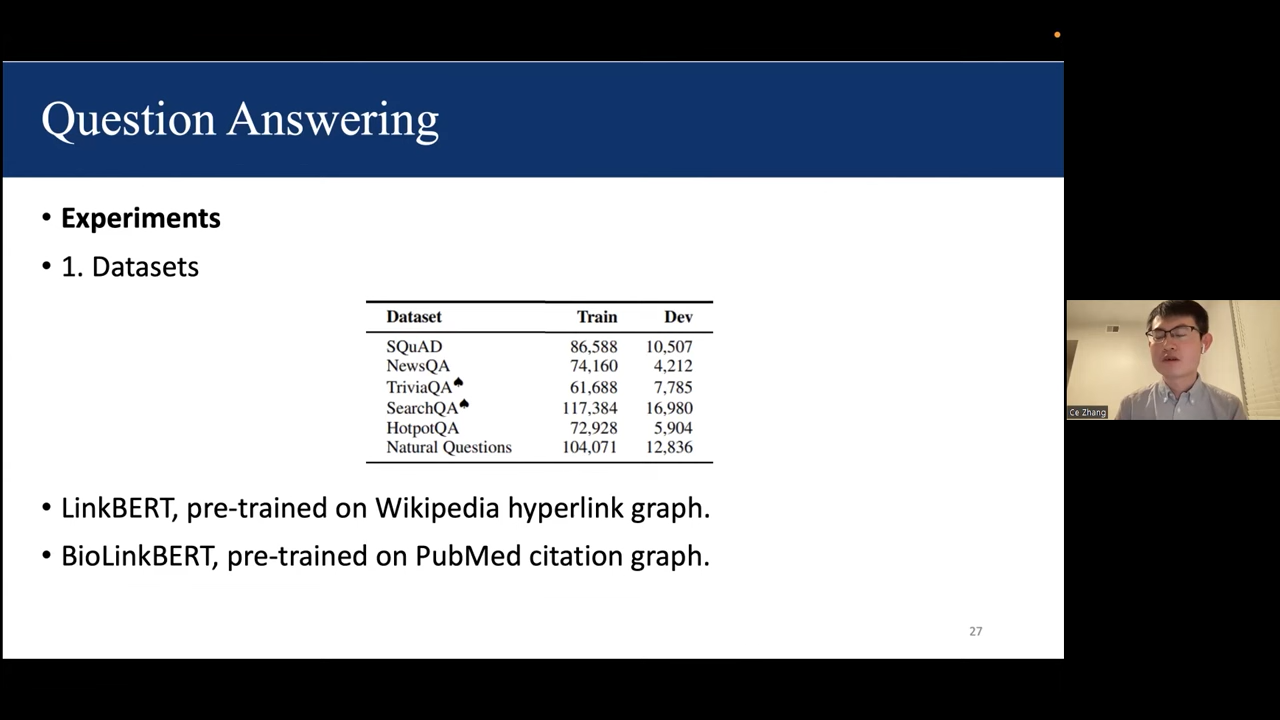 Question Answering
• Experiments
• 1. Datasets
Dataset Train Dev
SQuAD 86,588 10,507
NewsQA 74,160 4,212
TriviaQA♠ 61,688 7,785
SearchQA♠ 117,384 16,980
HotpotQA 72,928 5,904
Natural Questions 104,071 12,836
• LinkBERT, pre-trained on Wikipedia hyperlink graph.
• BioLinkBERT, pre-trained on PubMed citation graph.
27
Ce Zhang